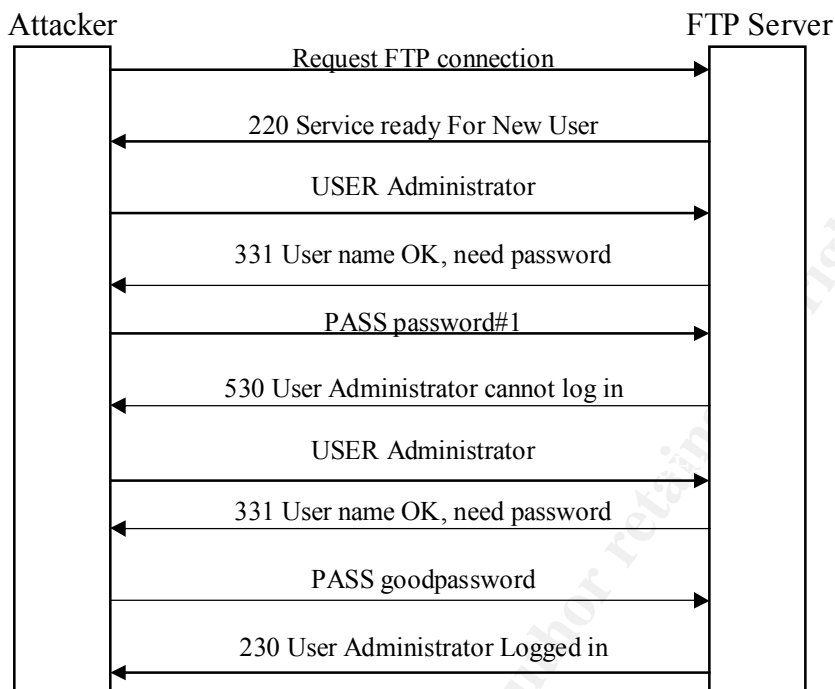 Attacker
FTP Server
Request FTP connection
220 Service ready For New User
USER Administrator
331 User name OK, need password
PASS password#1
530 User Administrator cannot log in
USER Administrator
331 User name OK, need password
PASS goodpassword
230 User Administrator Logged in
author retain